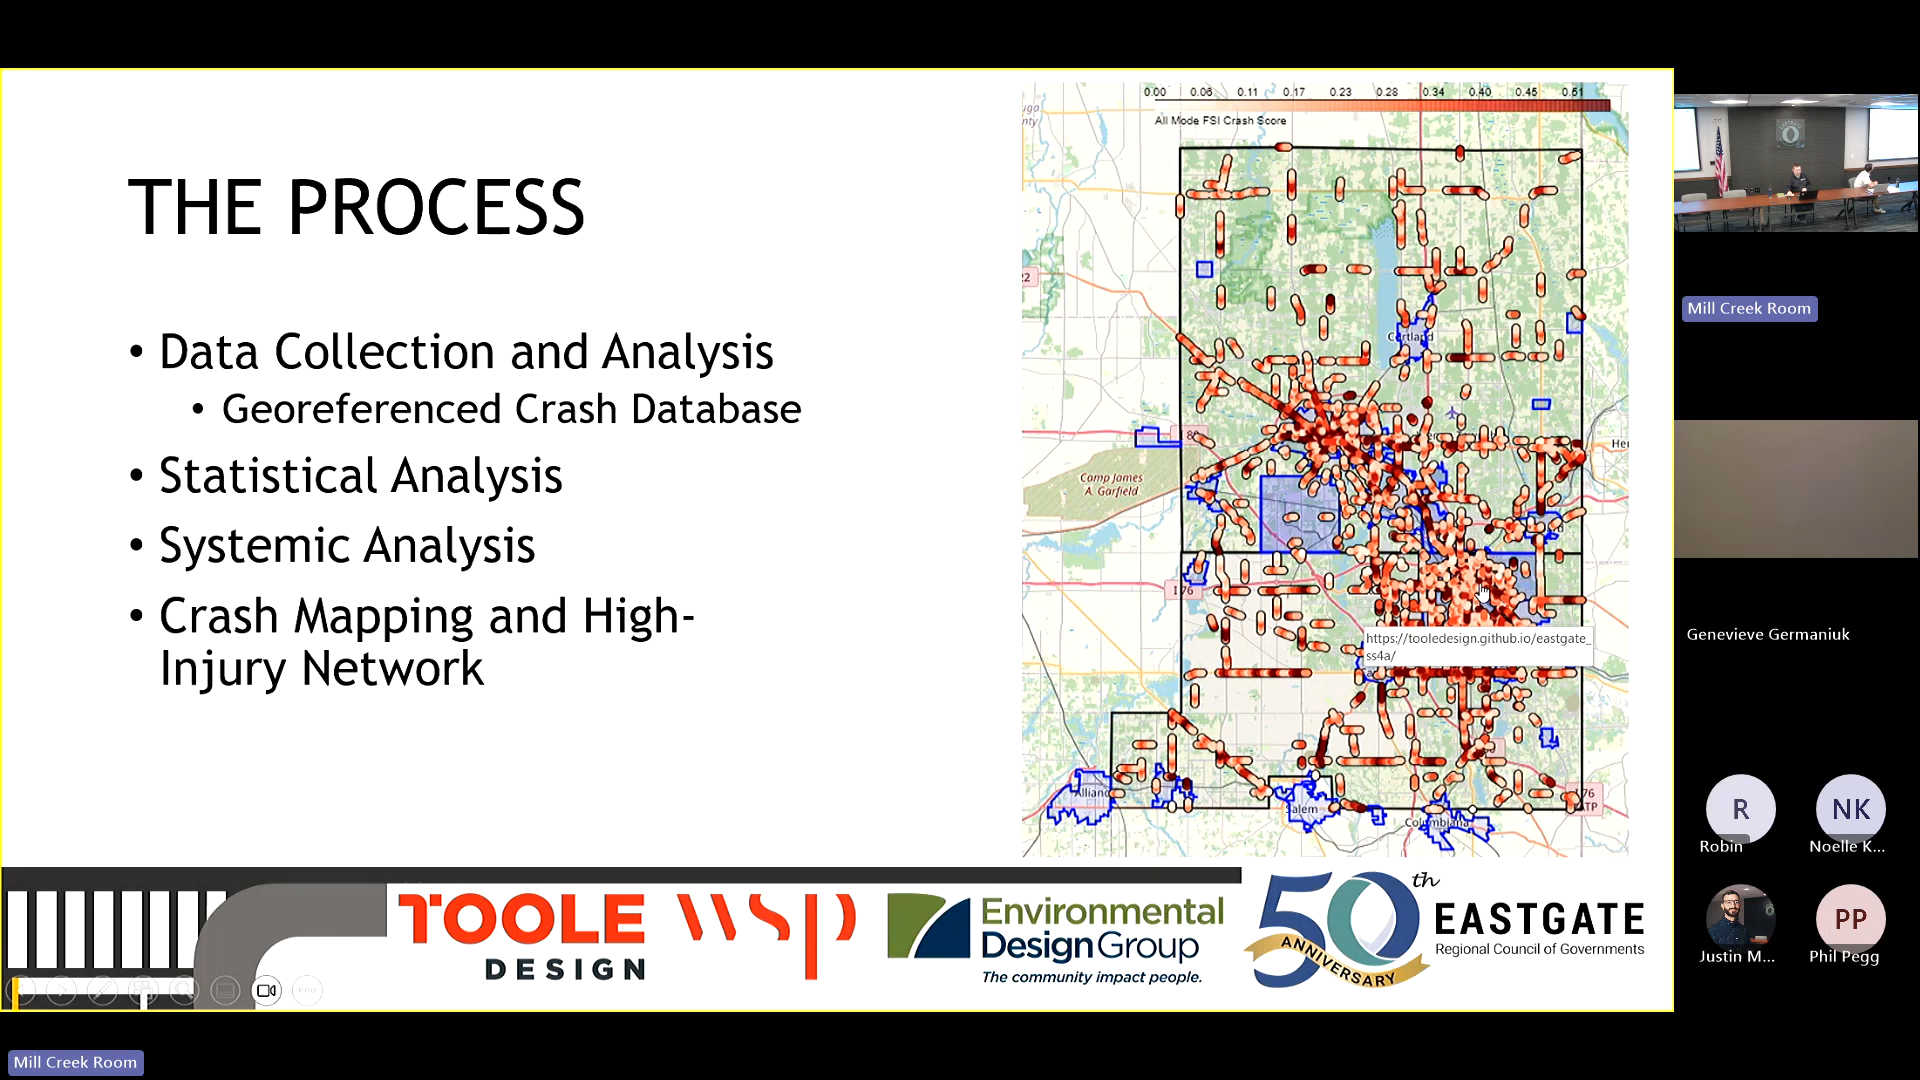 THE PROCESS
• Data Collection and Analysis
• Georeferenced Crash Database
• Statistical Analysis
• Systemic Analysis
• Crash Mapping and High-
Injury Network
0.00 0.06 0.11 0.17 0.23 0.28 0.34 0.40 0.45 0.51
All Mode FSI Crash Score
Cortland
I 80
Camp James
A. Garfield
I 76
https://tooledesign.github.io/eastgate_
ss4a/
Salem
Columbiana
TOOLE
DESIGN
wsp
Environmental
Design Group
The community impact people.
50th
ANNIVERSARY
EASTGATE
Regional Council of Governments
Mill Creek Room
Genevieve Germaniuk
R
Robin
NK
Noelle K...
Justin M...
PP
Phil Pegg
Mill Creek Room